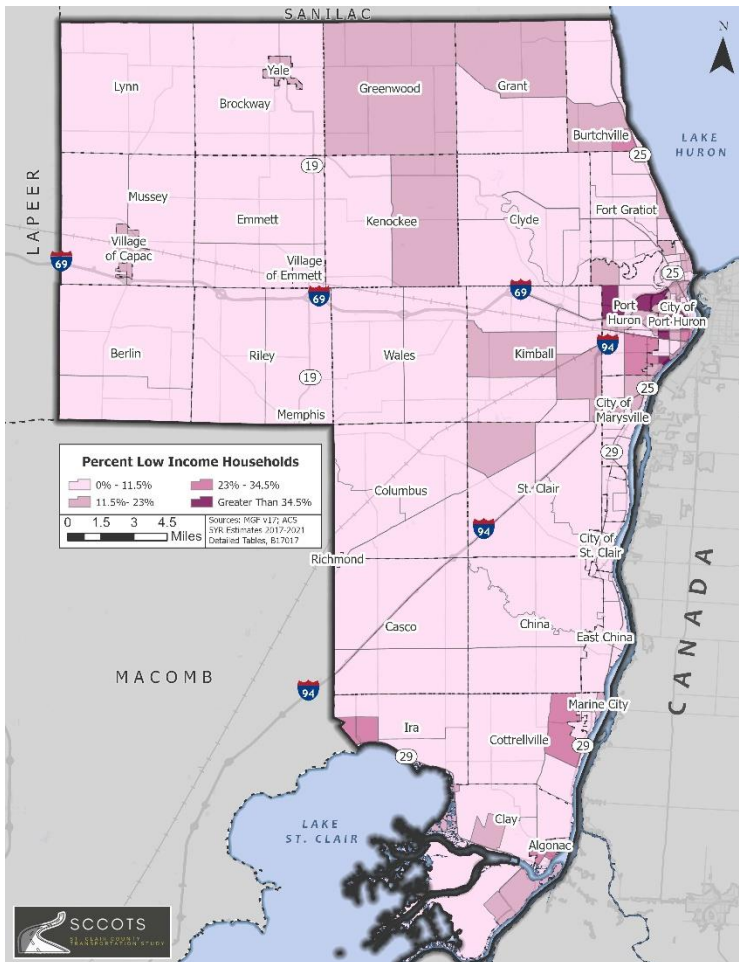 SANILAC
N
Yale
Lynn
Greenwood
Grant
Brockway
Burtchville
LAKE
HURON
25
19
LAPEER
Mussey
Emmett
Kenockee
Clyde
Fort Gratiot
Village
of Capac
Village
of Emmett
69
69
69
25
Port
Huron
City of
Port Huron
94
Berlin
Riley
Wales
Kimball
19
25
Memphis
City of
Marysville
29
Percent Low Income Households
0% - 11.5%
23% - 34.5%
11.5%- 23%
Greater Than 34.5%
0 1.5 3 4.5
Miles
Sources: MGF v17; ACS
5YR Estimates 2017-2021
Detailed Tables, B17017
Columbus
St. Clair
94
City of
St. Clair
Richmond
CANADA
Casco
China
East China
MACOMB
94
Marine City
Ira
Cottrellville
29
29
LAKE
ST. CLAIR
Clay
Algonac
SCCOTS
ST. CLAIR COUNTY
TRANSPORTATION STUDY